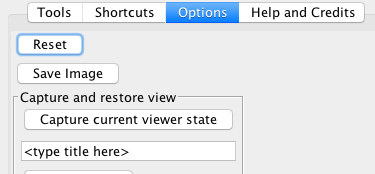 Tools Shortcuts Options Help and Credits
Reset
Save Image
Capture and restore view
Capture current viewer state
<type title here>